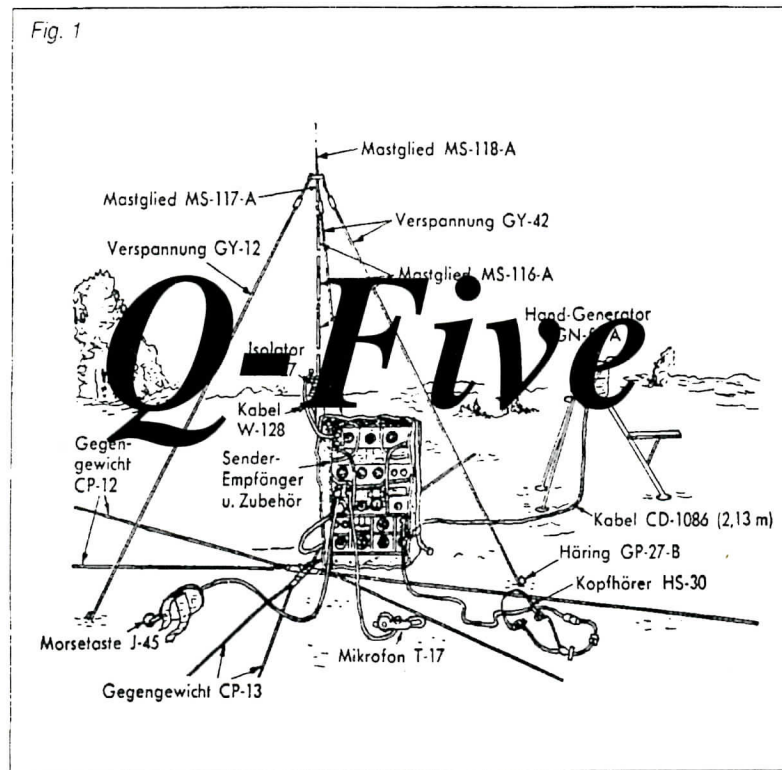 Fig. 1
Mastglied MS-118-A
Mastglied MS-117-A
Verspannung GY-42
Verspannung GY-12
Mastglied MS-116-A
Hand-Generator
Q-Five
Isolator
Kabel
W-128
Gegen-
gewicht
CP-12
Sender-
Empfänger
u. Zubehör
Kabel CD-1086 (2,13 m)
Häring GP-27-B
Kopfhörer HS-30
Morsetaste J-45
Mikrofon T-17
Gegengewicht CP-13